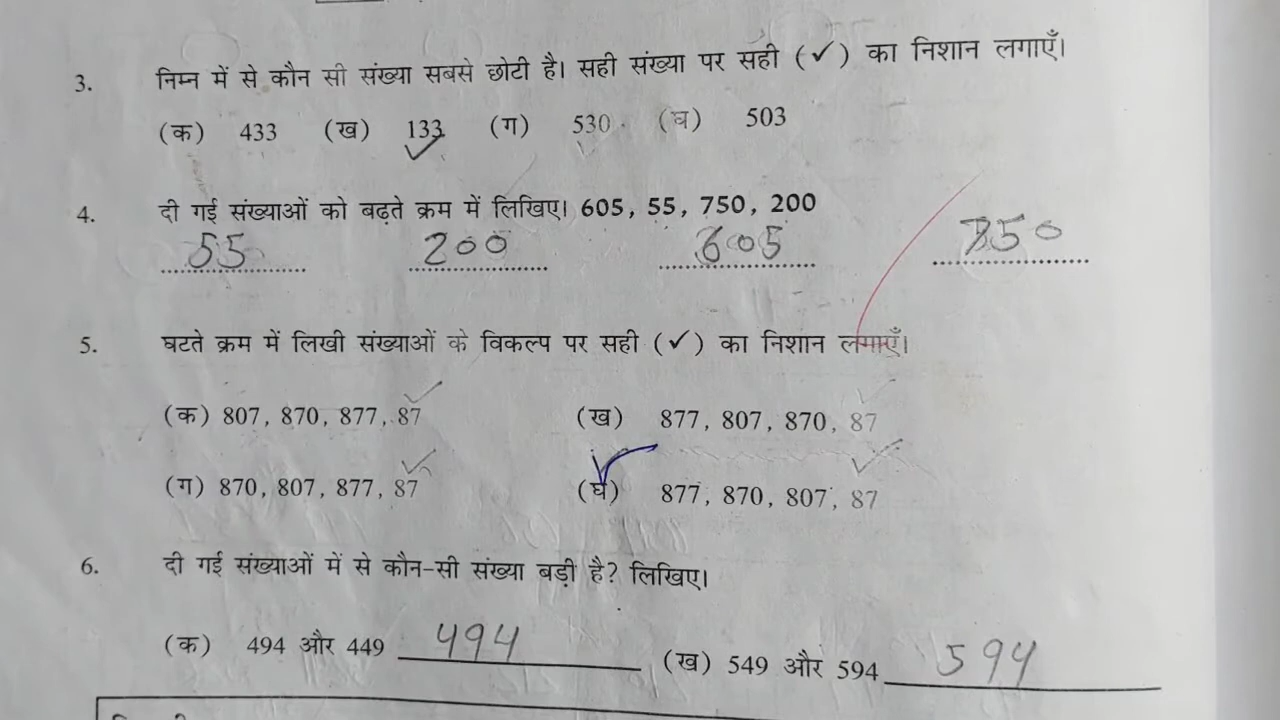 3. निम्न में से कौन सी संख्या सबसे छोटी है। सही संख्या पर सही (✓) का निशान लगाएँ।
(क) 433 (ख) 133 (ग) 530 (घ) 503
4. दी गई संख्याओं को बढ़ते क्रम में लिखिए। 605, 55, 750, 200
55 200 605 750
5. घटते क्रम में लिखी संख्याओं के विकल्प पर सही (✓) का निशान लगाएँ।
(क) 807, 870, 877, 87 (ख) 877, 807, 870, 87
(ग) 870, 807, 877, 87 (घ) 877, 870, 807, 87
6. दी गई संख्याओं में से कौन-सी संख्या बड़ी है? लिखिए।
(क) 494 और 449 494 (ख) 549 और 594 594